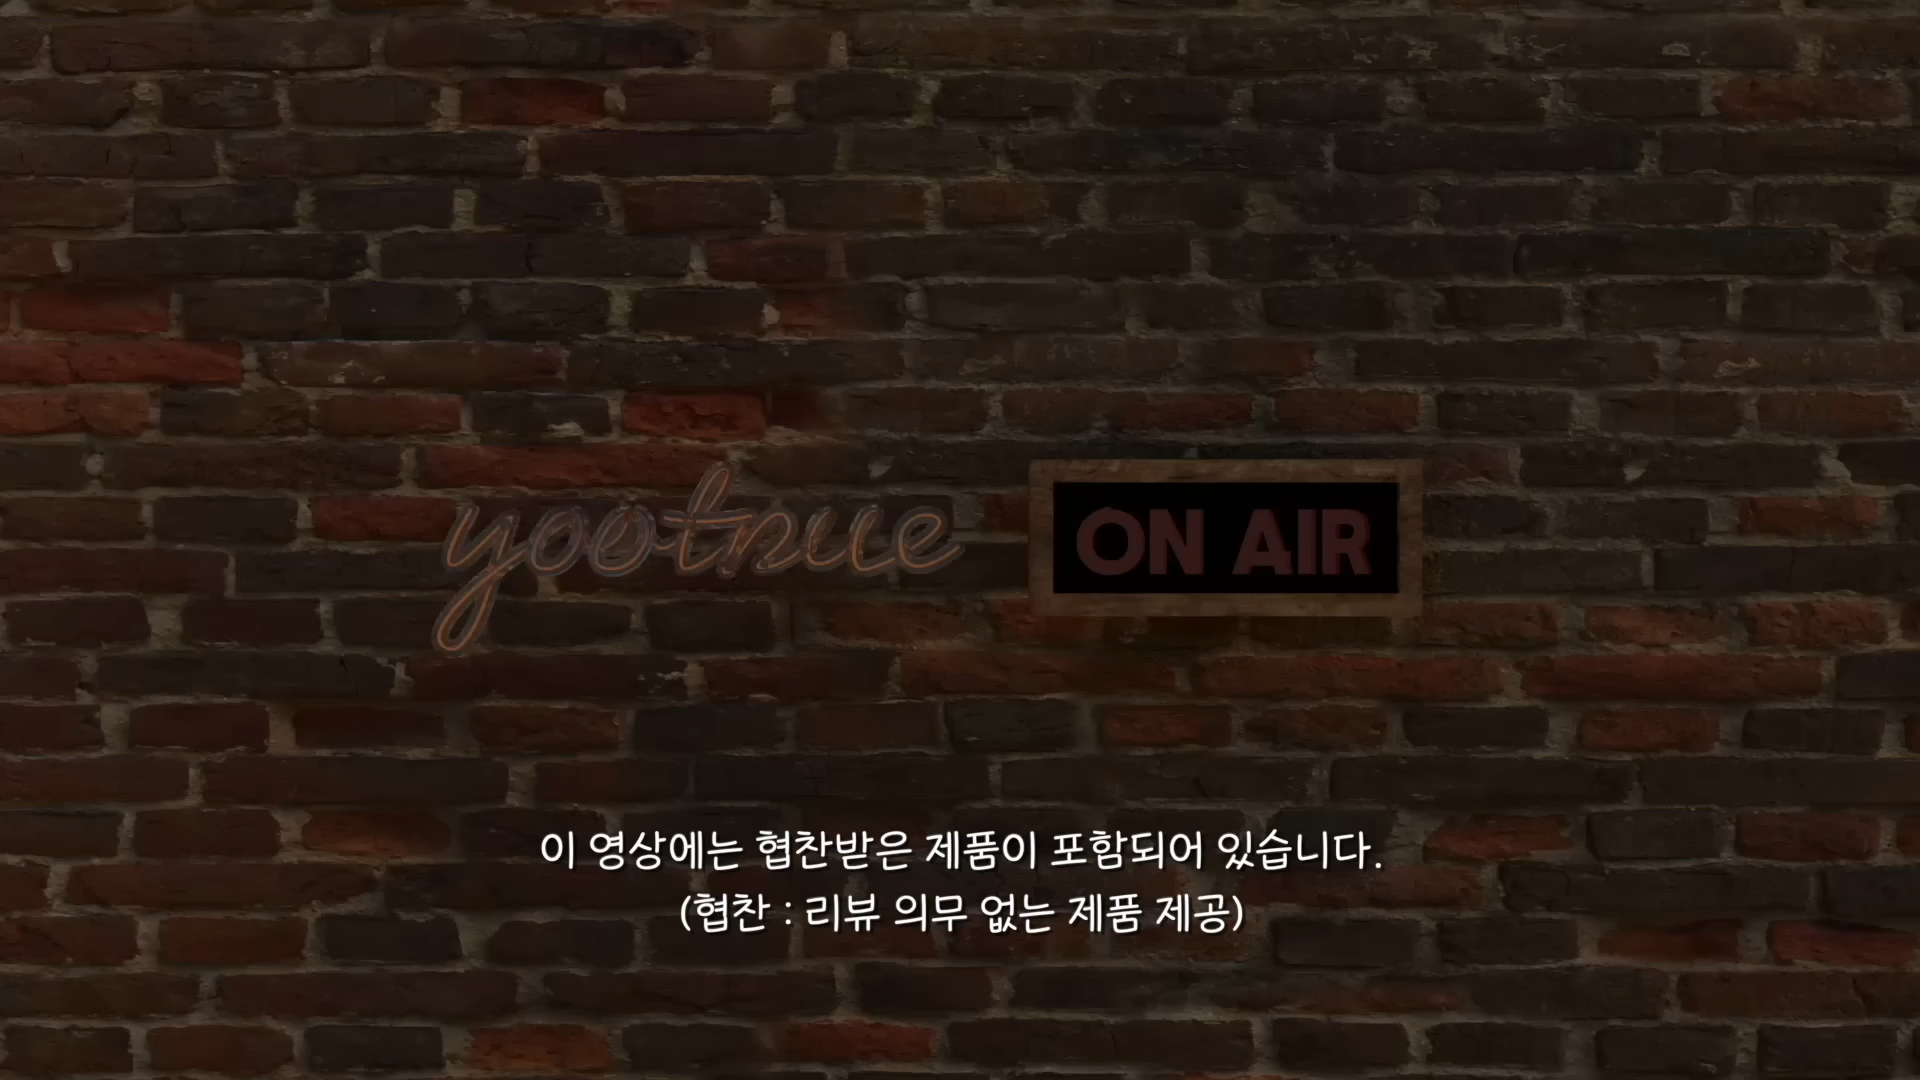 yootrue
ON AIR
이 영상에는 협찬받은 제품이 포함되어 있습니다.
(협찬 : 리뷰 의무 없는 제품 제공)